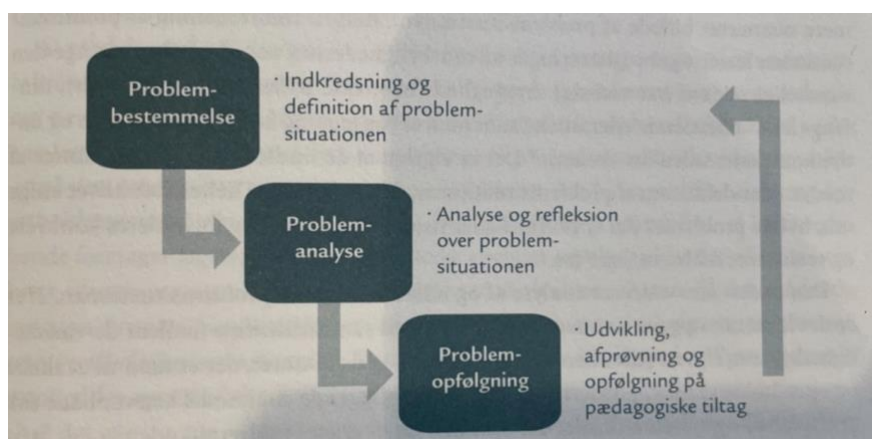 Problem-
bestemmelse
· Indkredsning og
definition af problem-
situationen
Problem-
analyse
· Analyse og refleksion
over problem-
situationen
Problem-
opfølgning
· Udvikling,
afprøvning og
opfølgning på
pædagogiske tiltag